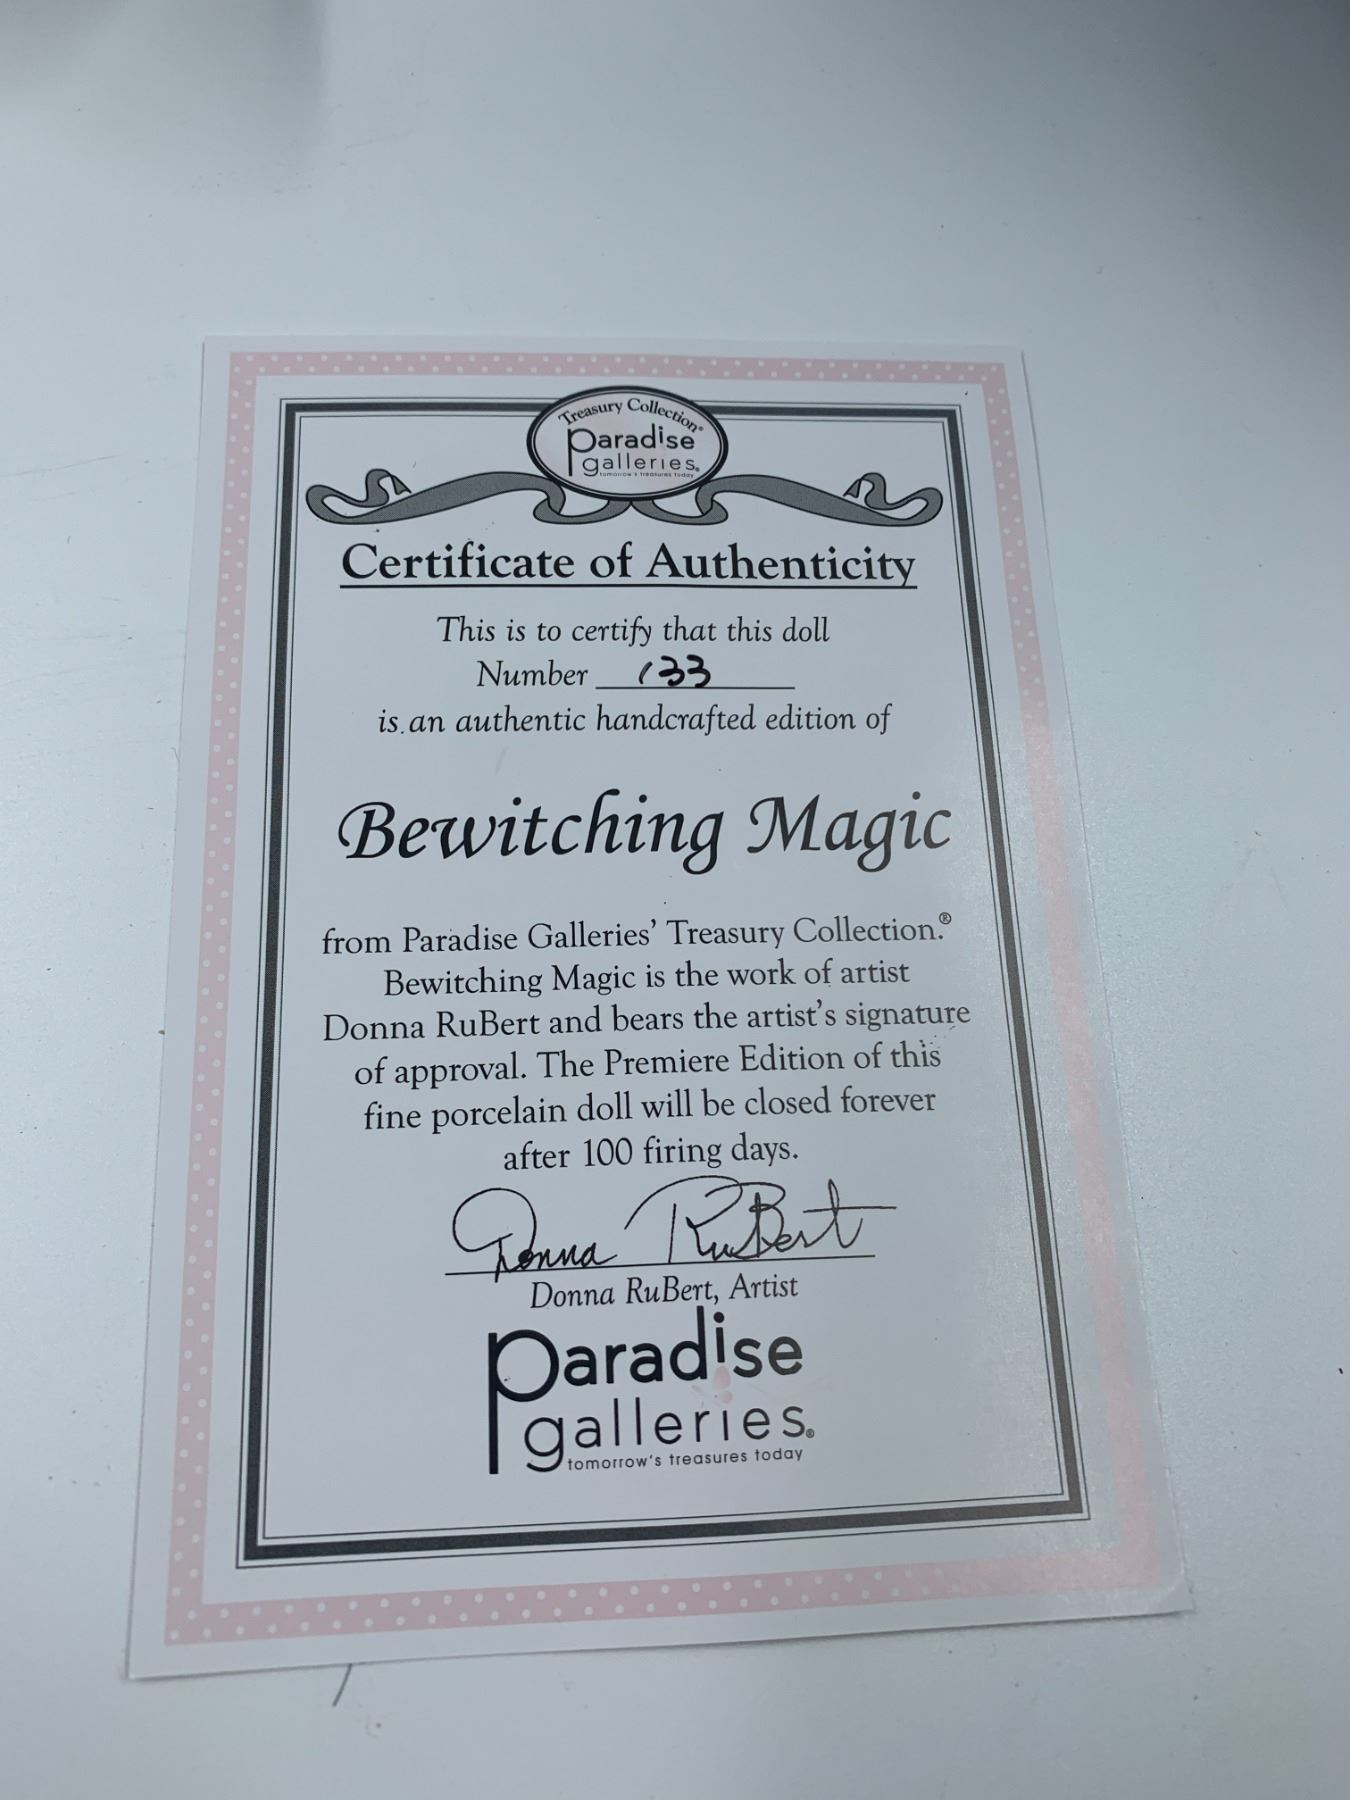 Treasury Collection®
Paradise
galleries®
tomorrow's treasures today
Certificate of Authenticity
This is to certify that this doll
Number 133
is an authentic handcrafted edition of
Bewitching Magic
from Paradise Galleries' Treasury Collection.®
Bewitching Magic is the work of artist
Donna RuBert and bears the artist's signature
of approval. The Premiere Edition of this
fine porcelain doll will be closed forever
after 100 firing days.
Donna RuBert
Donna RuBert, Artist
Paradise
galleries®
tomorrow's treasures today